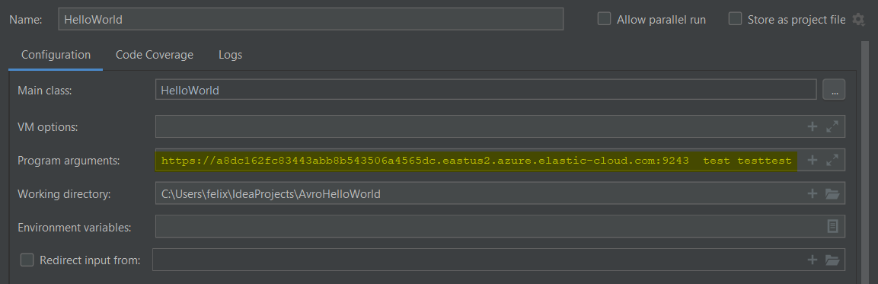 Name: HelloWorld Allow parallel run Store as project file
Configuration Code Coverage Logs
Main class: HelloWorld ...
VM options:
Program arguments: https://a8dc162fc83443abb8b543506a4565dc.eastus2.azure.elastic-cloud.com:9243 test testtest
Working directory: C:\Users\felix\IdeaProjects\AvroHelloWorld
Environment variables:
Redirect input from: